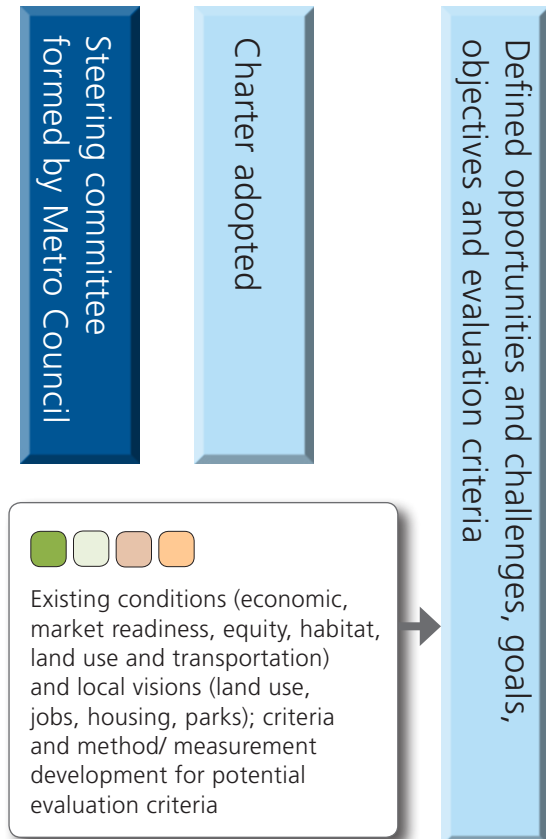 Steering committee
formed by Metro Council
Charter adopted
Defined opportunities and challenges, goals,
objectives and evaluation criteria
Existing conditions (economic,
market readiness, equity, habitat,
land use and transportation)
and local visions (land use,
jobs, housing, parks); criteria
and method/ measurement
development for potential
evaluation criteria